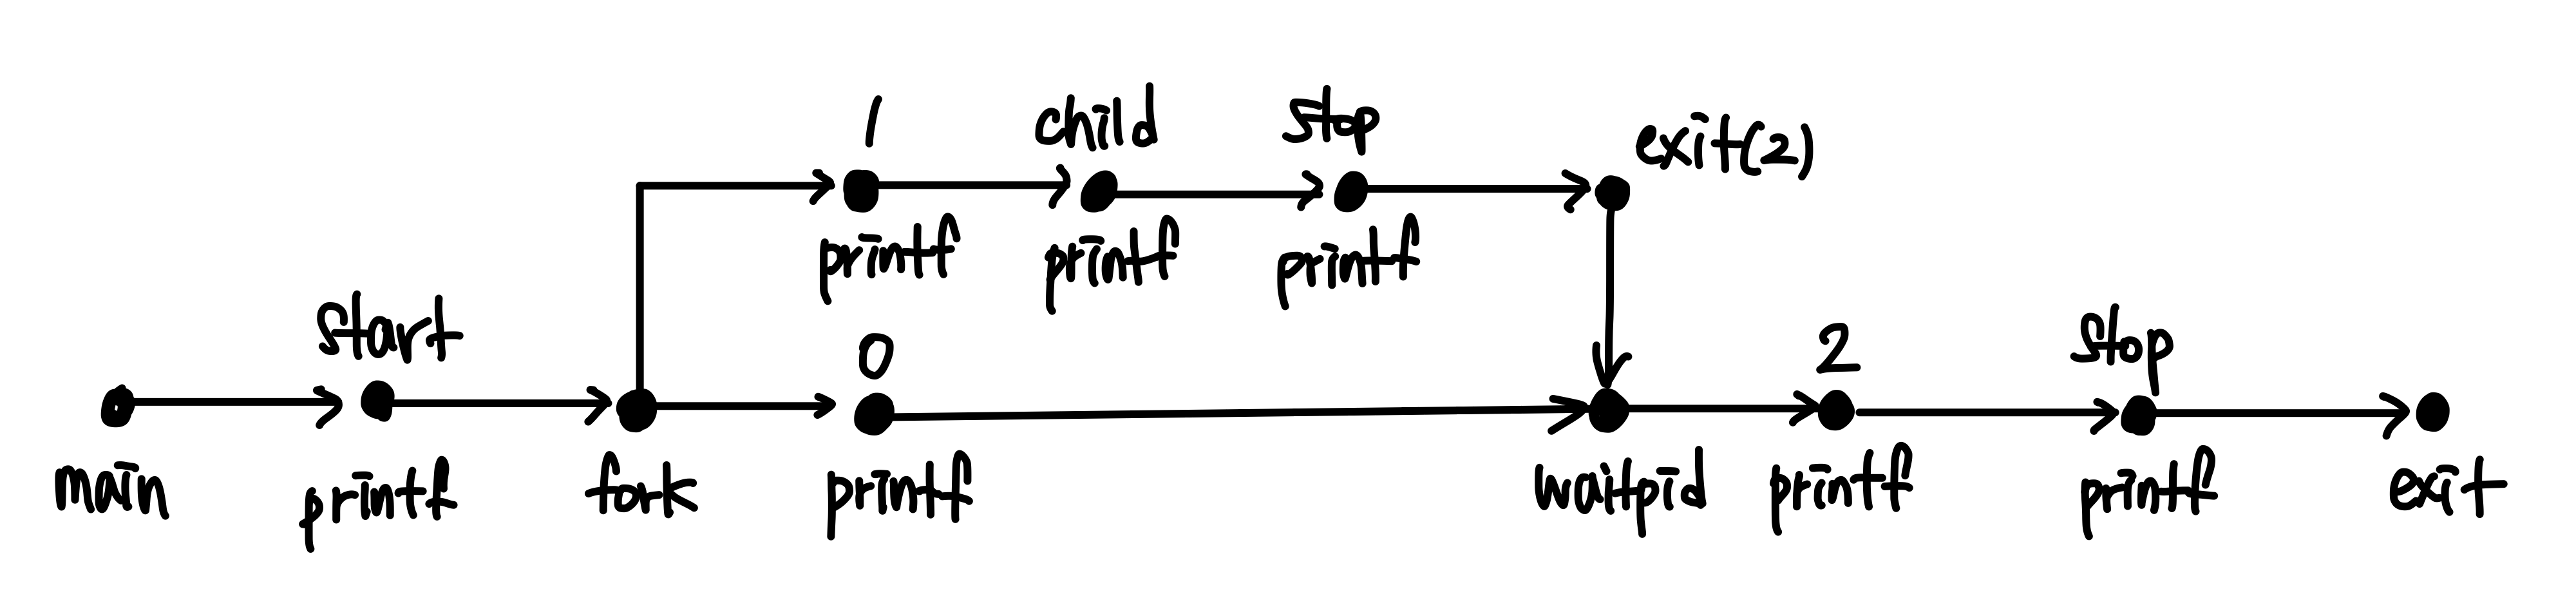 1 child stop exit(2)
printf printf printf
start 0 2 stop
main printf fork printf waitpid printf printf exit